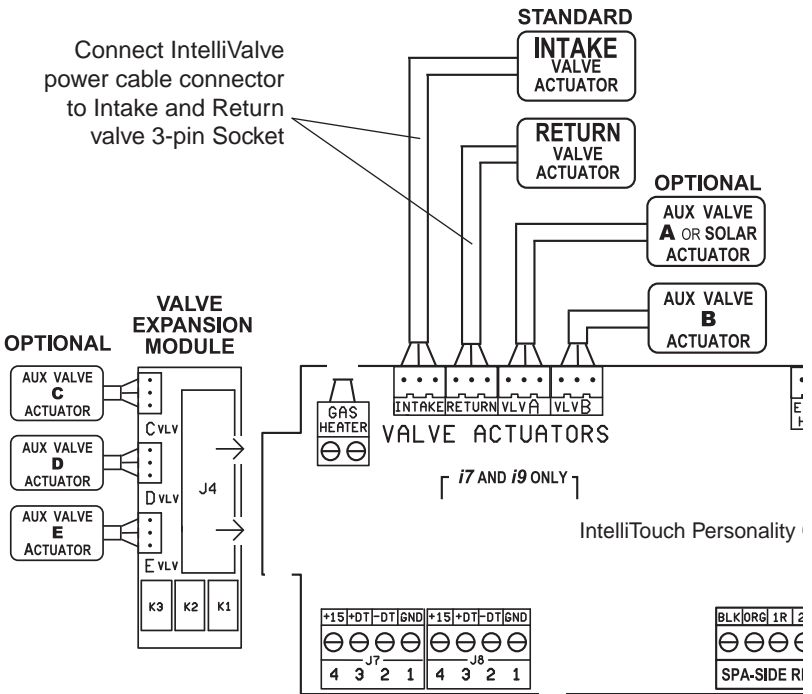 STANDARD
INTAKE
VALVE
ACTUATOR
Connect IntelliValve
power cable connector
to Intake and Return
valve 3-pin Socket
RETURN
VALVE
ACTUATOR
OPTIONAL
AUX VALVE
A OR SOLAR
ACTUATOR
AUX VALVE
B
ACTUATOR
OPTIONAL
VALVE
EXPANSION
MODULE
AUX VALVE
C
ACTUATOR
C VLV
AUX VALVE
D
ACTUATOR
D VLV
AUX VALVE
E
ACTUATOR
E VLV
J4
K3 K2 K1
GAS
HEATER
INTAKE RETURN VLVA VLVB
VALVE ACTUATORS
i7 AND i9 ONLY
IntelliTouch Personality
+15 +DT -DT GND +15 +DT -DT GND
J7 J8
4 3 2 1 4 3 2 1
BLK ORG 1R 2
SPA-SIDE